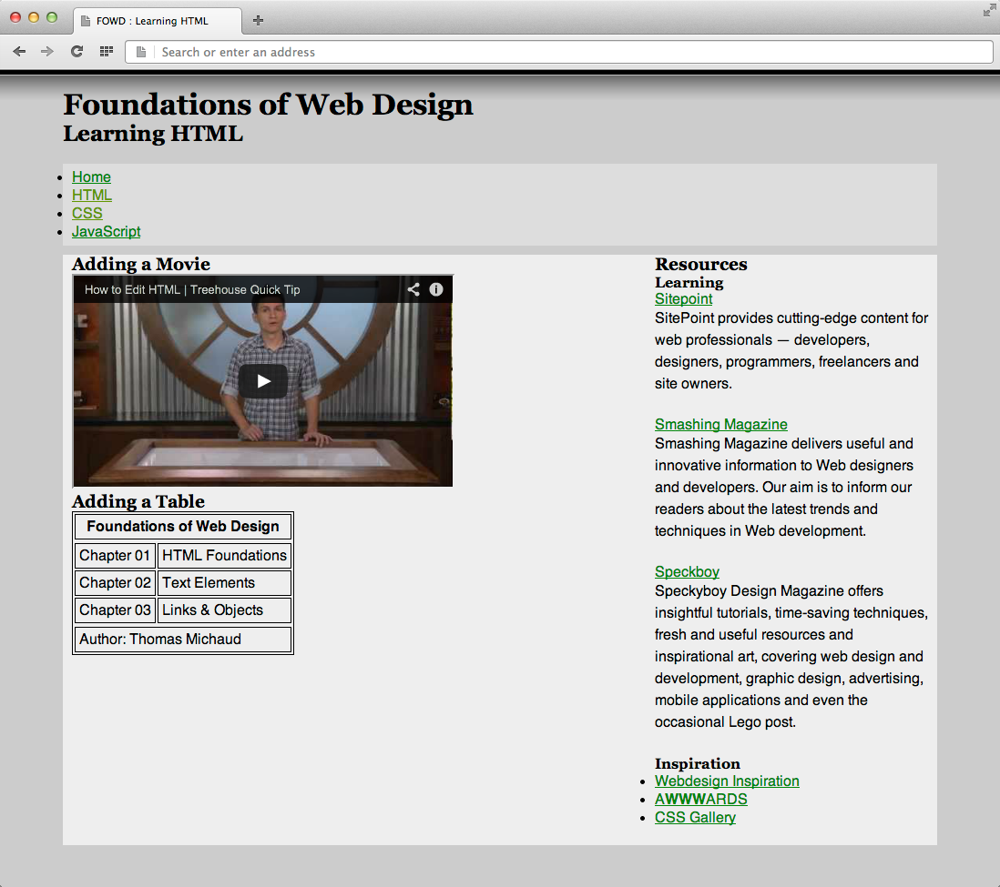 FOWD : Learning HTML
Search or enter an address
Foundations of Web Design
Learning HTML
Home
HTML
CSS
JavaScript
Adding a Movie
How to Edit HTML | Treehouse Quick Tip
Adding a Table
Foundations of Web Design
Chapter 01 HTML Foundations
Chapter 02 Text Elements
Chapter 03 Links & Objects
Author: Thomas Michaud
Resources
Learning
Sitepoint
SitePoint provides cutting-edge content for
web professionals — developers,
designers, programmers, freelancers and
site owners.
Smashing Magazine
Smashing Magazine delivers useful and
innovative information to Web designers
and developers. Our aim is to inform our
readers about the latest trends and
techniques in Web development.
Speckboy
Speckyboy Design Magazine offers
insightful tutorials, time-saving techniques,
fresh and useful resources and
inspirational art, covering web design and
development, graphic design, advertising,
mobile applications and even the
occasional Lego post.
Inspiration
Webdesign Inspiration
AWWWARDS
CSS Gallery